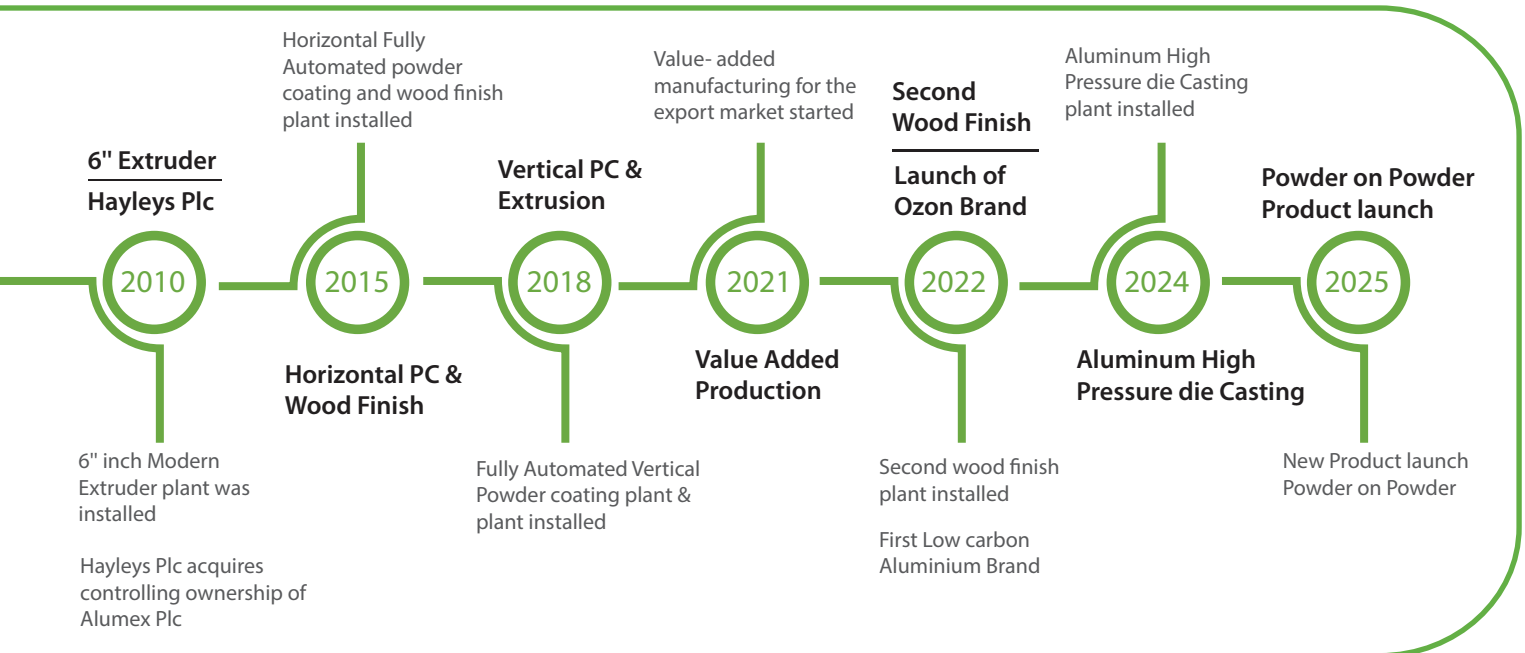 6" Extruder
Hayleys Plc
2010
6" inch Modern
Extruder plant was
installed
Hayleys Plc acquires
controlling ownership of
Alumex Plc
Horizontal Fully
Automated powder
coating and wood finish
plant installed
2015
Horizontal PC &
Wood Finish
Vertical PC &
Extrusion
2018
Fully Automated Vertical
Powder coating plant &
plant installed
Value- added
manufacturing for the
export market started
2021
Value Added
Production
Second
Wood Finish
Launch of
Ozon Brand
2022
Second wood finish
plant installed
First Low carbon
Aluminium Brand
Aluminum High
Pressure die Casting
plant installed
2024
Aluminum High
Pressure die Casting
Powder on Powder
Product launch
2025
New Product launch
Powder on Powder